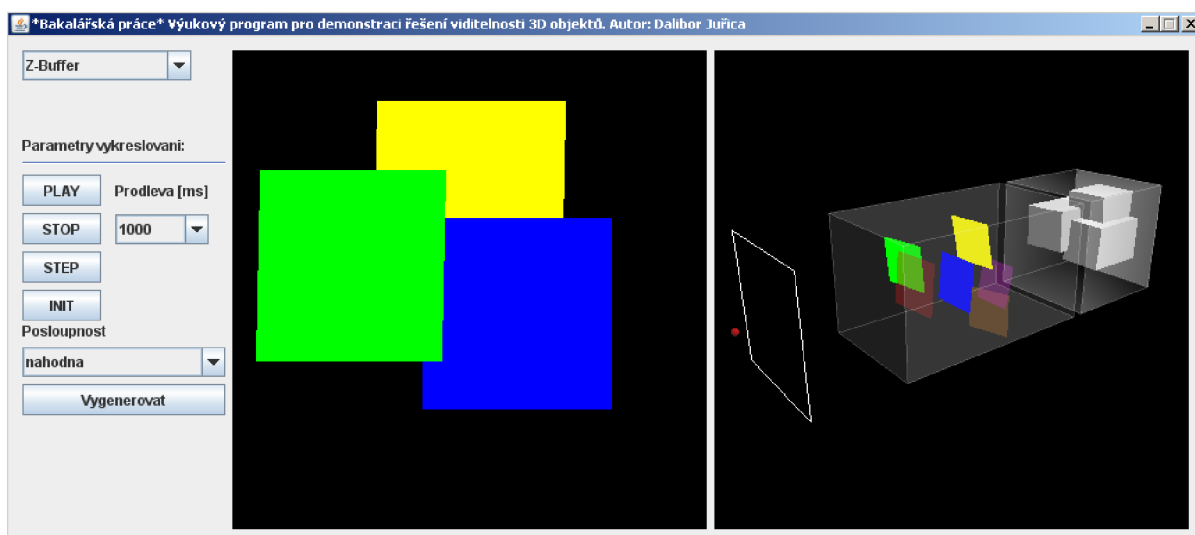 *Bakalářská práce* Výukový program pro demonstraci řešení viditelnosti 3D objektů. Autor: Dalibor Juřica
Z-Buffer
Parametry vykreslovani:
PLAY Prodleva [ms]
STOP 1000
STEP
INIT
Posloupnost
nahodna
Vygenerovat